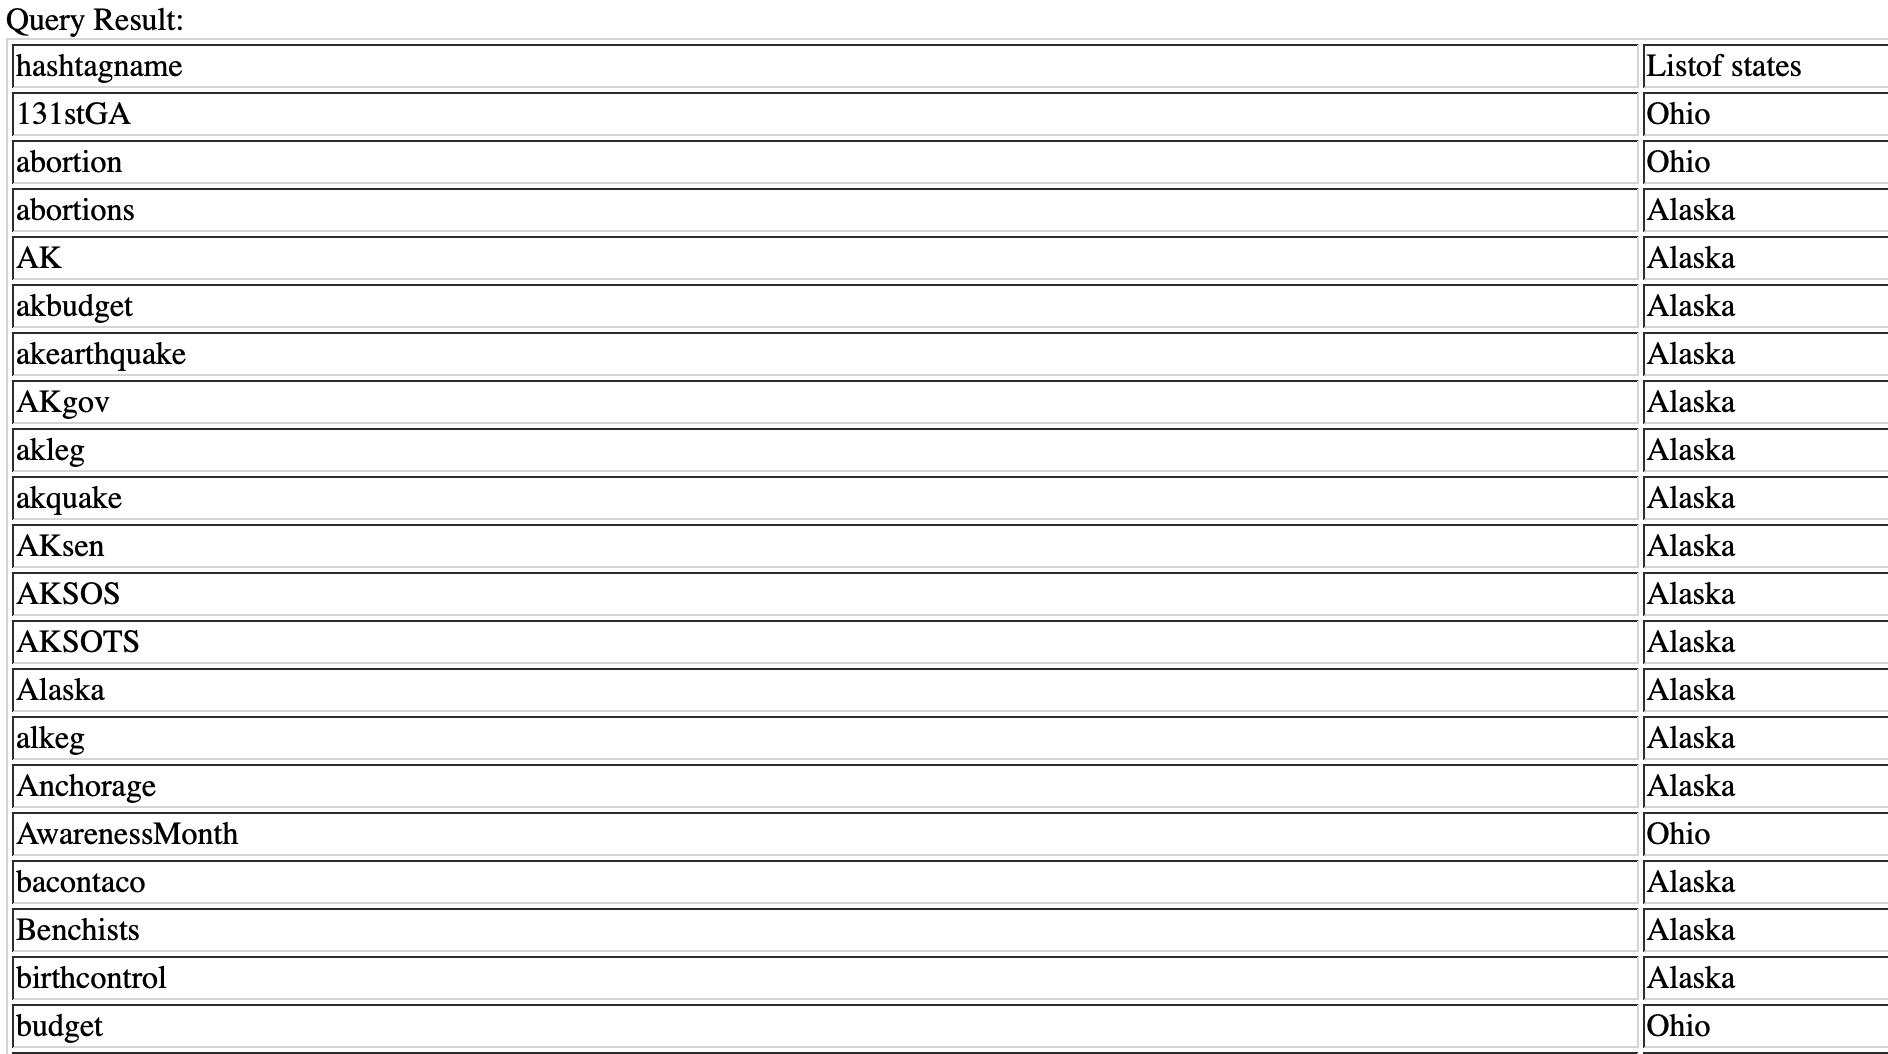 Query Result:
hashtagname Listof states
131stGA Ohio
abortion Ohio
abortions Alaska
AK Alaska
akbudget Alaska
akearthquake Alaska
AKgov Alaska
akleg Alaska
akquake Alaska
AKsen Alaska
AKSOS Alaska
AKSOTS Alaska
Alaska Alaska
alkeg Alaska
Anchorage Alaska
AwarenessMonth Ohio
bacontaco Alaska
Benchists Alaska
birthcontrol Alaska
budget Ohio